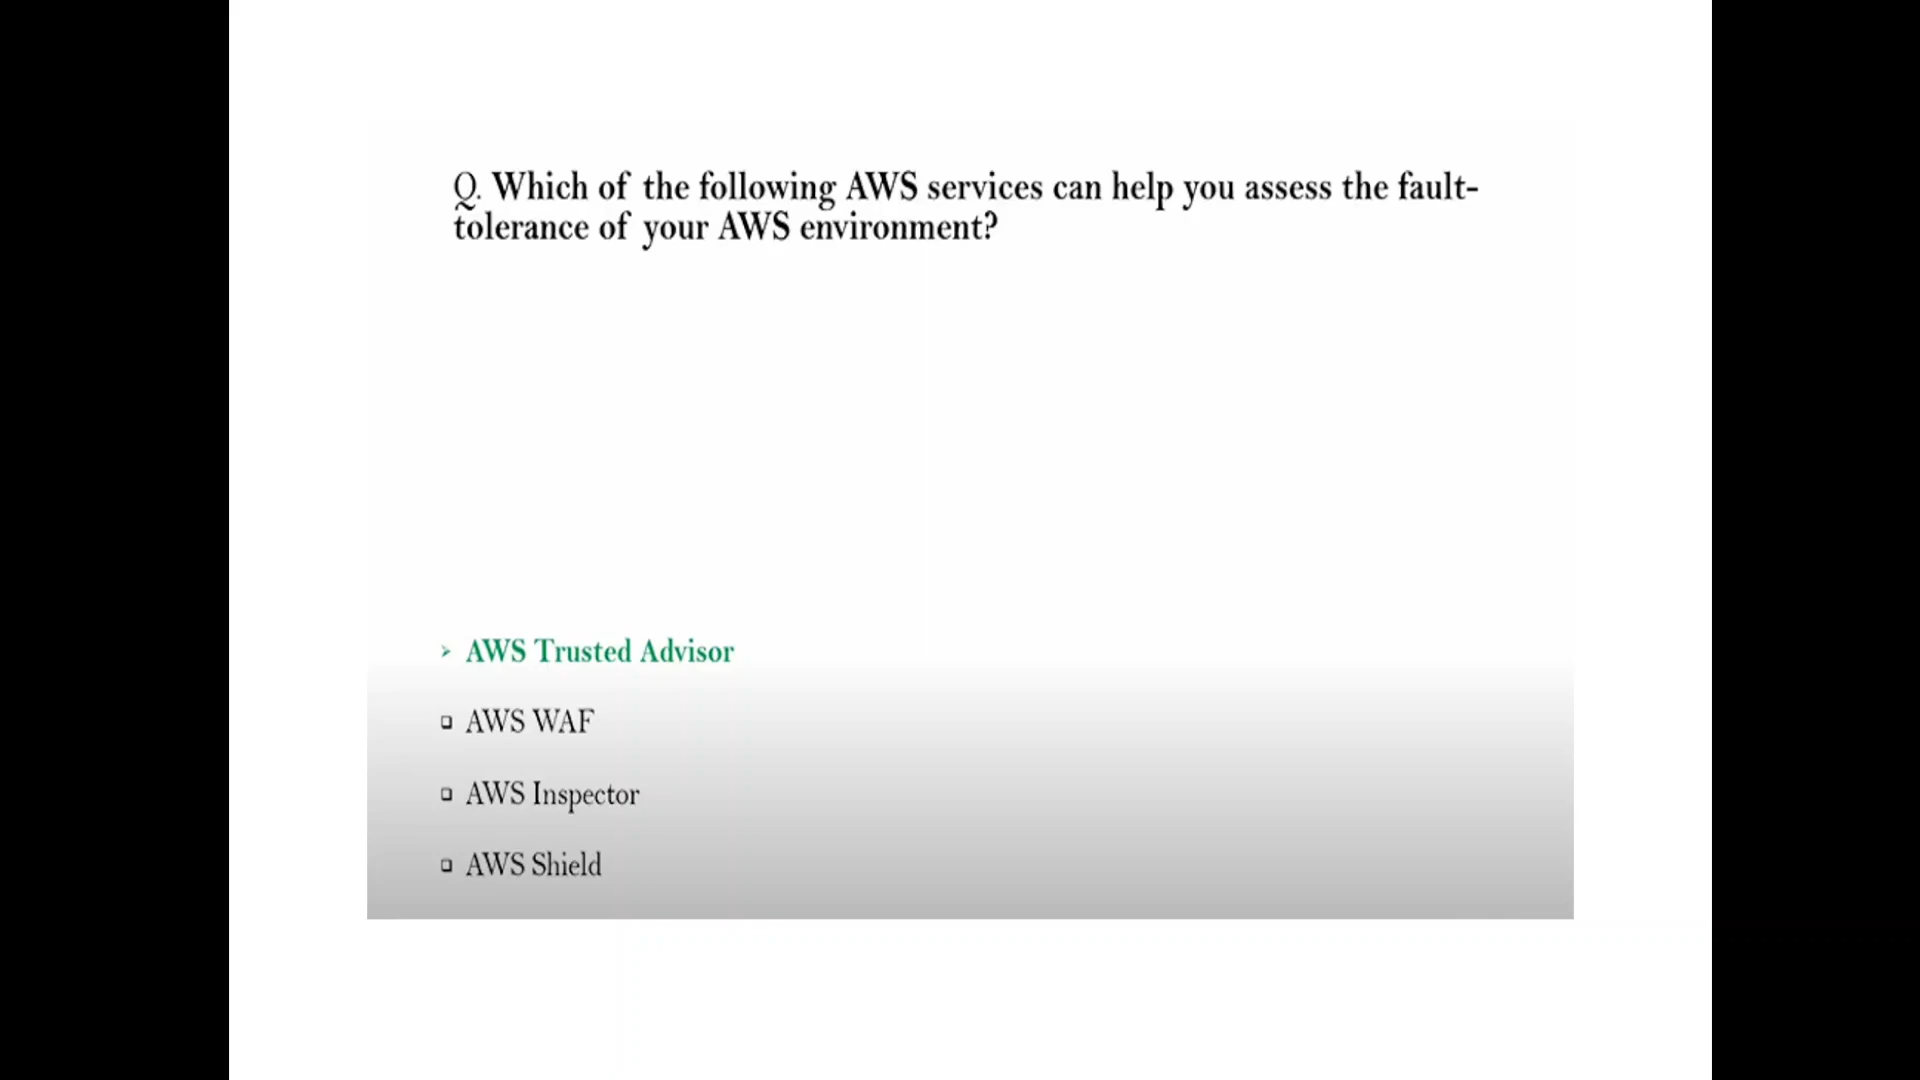 Q. Which of the following AWS services can help you assess the fault-
tolerance of your AWS environment?
AWS Trusted Advisor
AWS WAF
AWS Inspector
AWS Shield